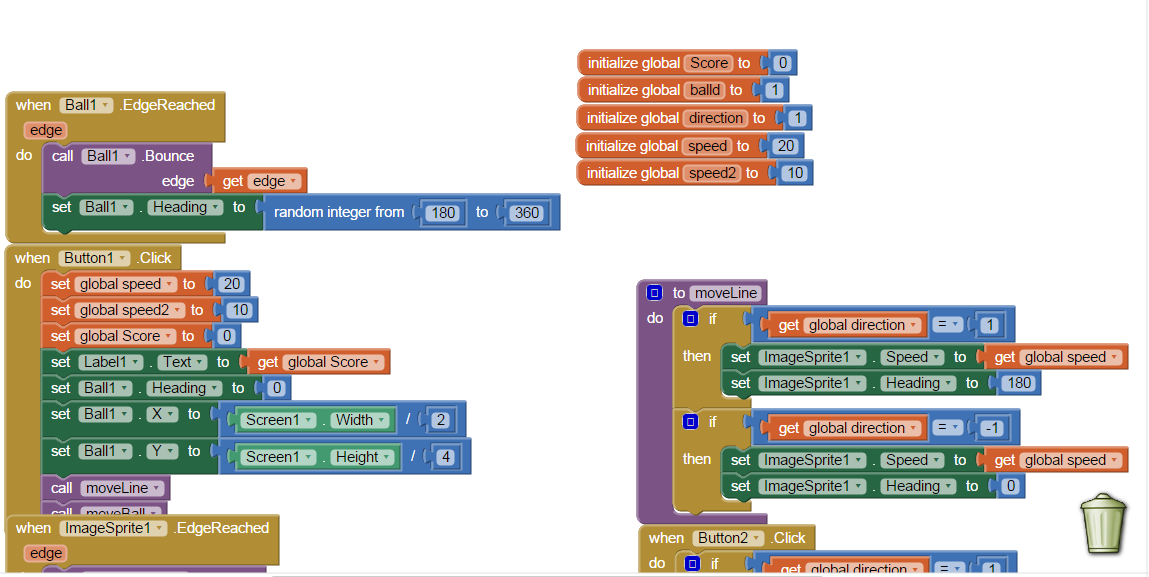 initialize global Score to 0
initialize global balld to 1
initialize global direction to 1
initialize global speed to 20
initialize global speed2 to 10
when Ball1 .EdgeReached
edge
do call Ball1 .Bounce
edge get edge
set Ball1 . Heading to random integer from 180 to 360
when Button1 .Click
do set global speed to 20
set global speed2 to 10
set global Score to 0
set Label1 . Text to get global Score
set Ball1 . Heading to 0
set Ball1 . X to Screen1 . Width / 2
set Ball1 . Y to Screen1 . Height / 4
call moveLine
call moveBall
when ImageSprite1 .EdgeReached
edge
to moveLine
do if get global direction = 1
then set ImageSprite1 . Speed to get global speed
set ImageSprite1 . Heading to 180
if get global direction = -1
then set ImageSprite1 . Speed to get global speed
set ImageSprite1 . Heading to 0
when Button2 .Click
do if get global direction = 1